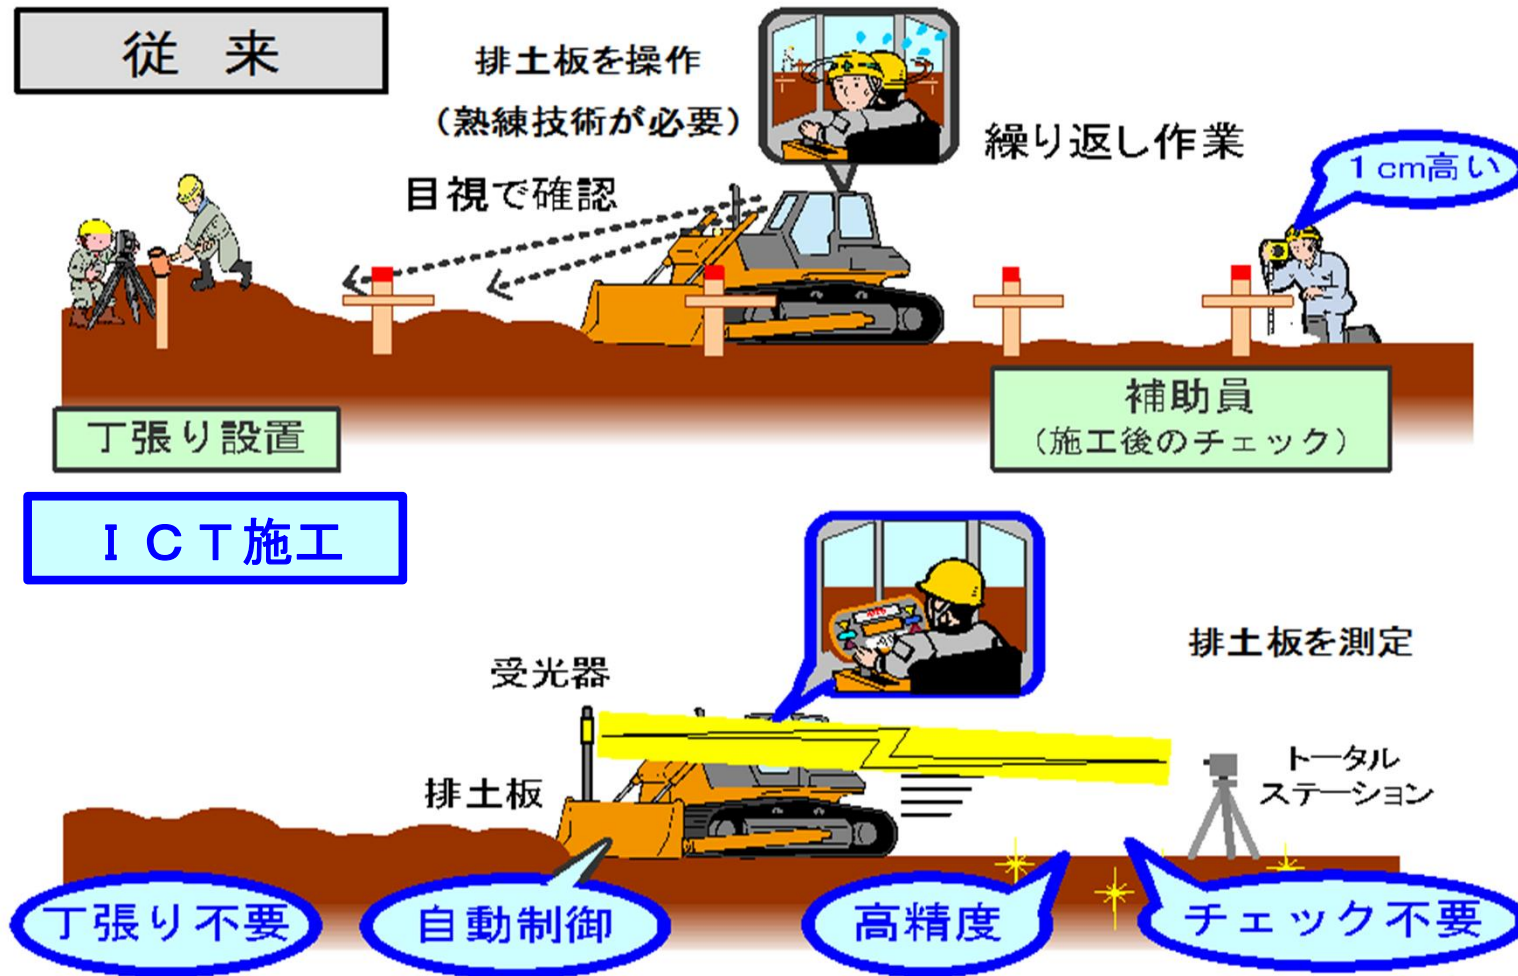 従 来
排土板を操作
（熟練技術が必要）
繰り返し作業
1cm高い
目視で確認
丁張り設置
補助員
（施工後のチェック）
ＩＣＴ施工
排土板を測定
受光器
排土板
トータル
ステーション
丁張り不要
自動制御
高精度
チェック不要